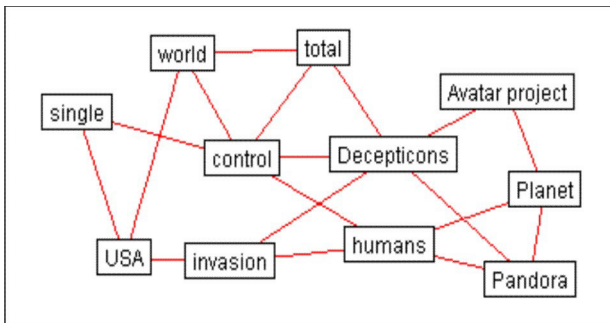 world
total
single
Avatar project
control
Decepticons
Planet
USA
invasion
humans
Pandora